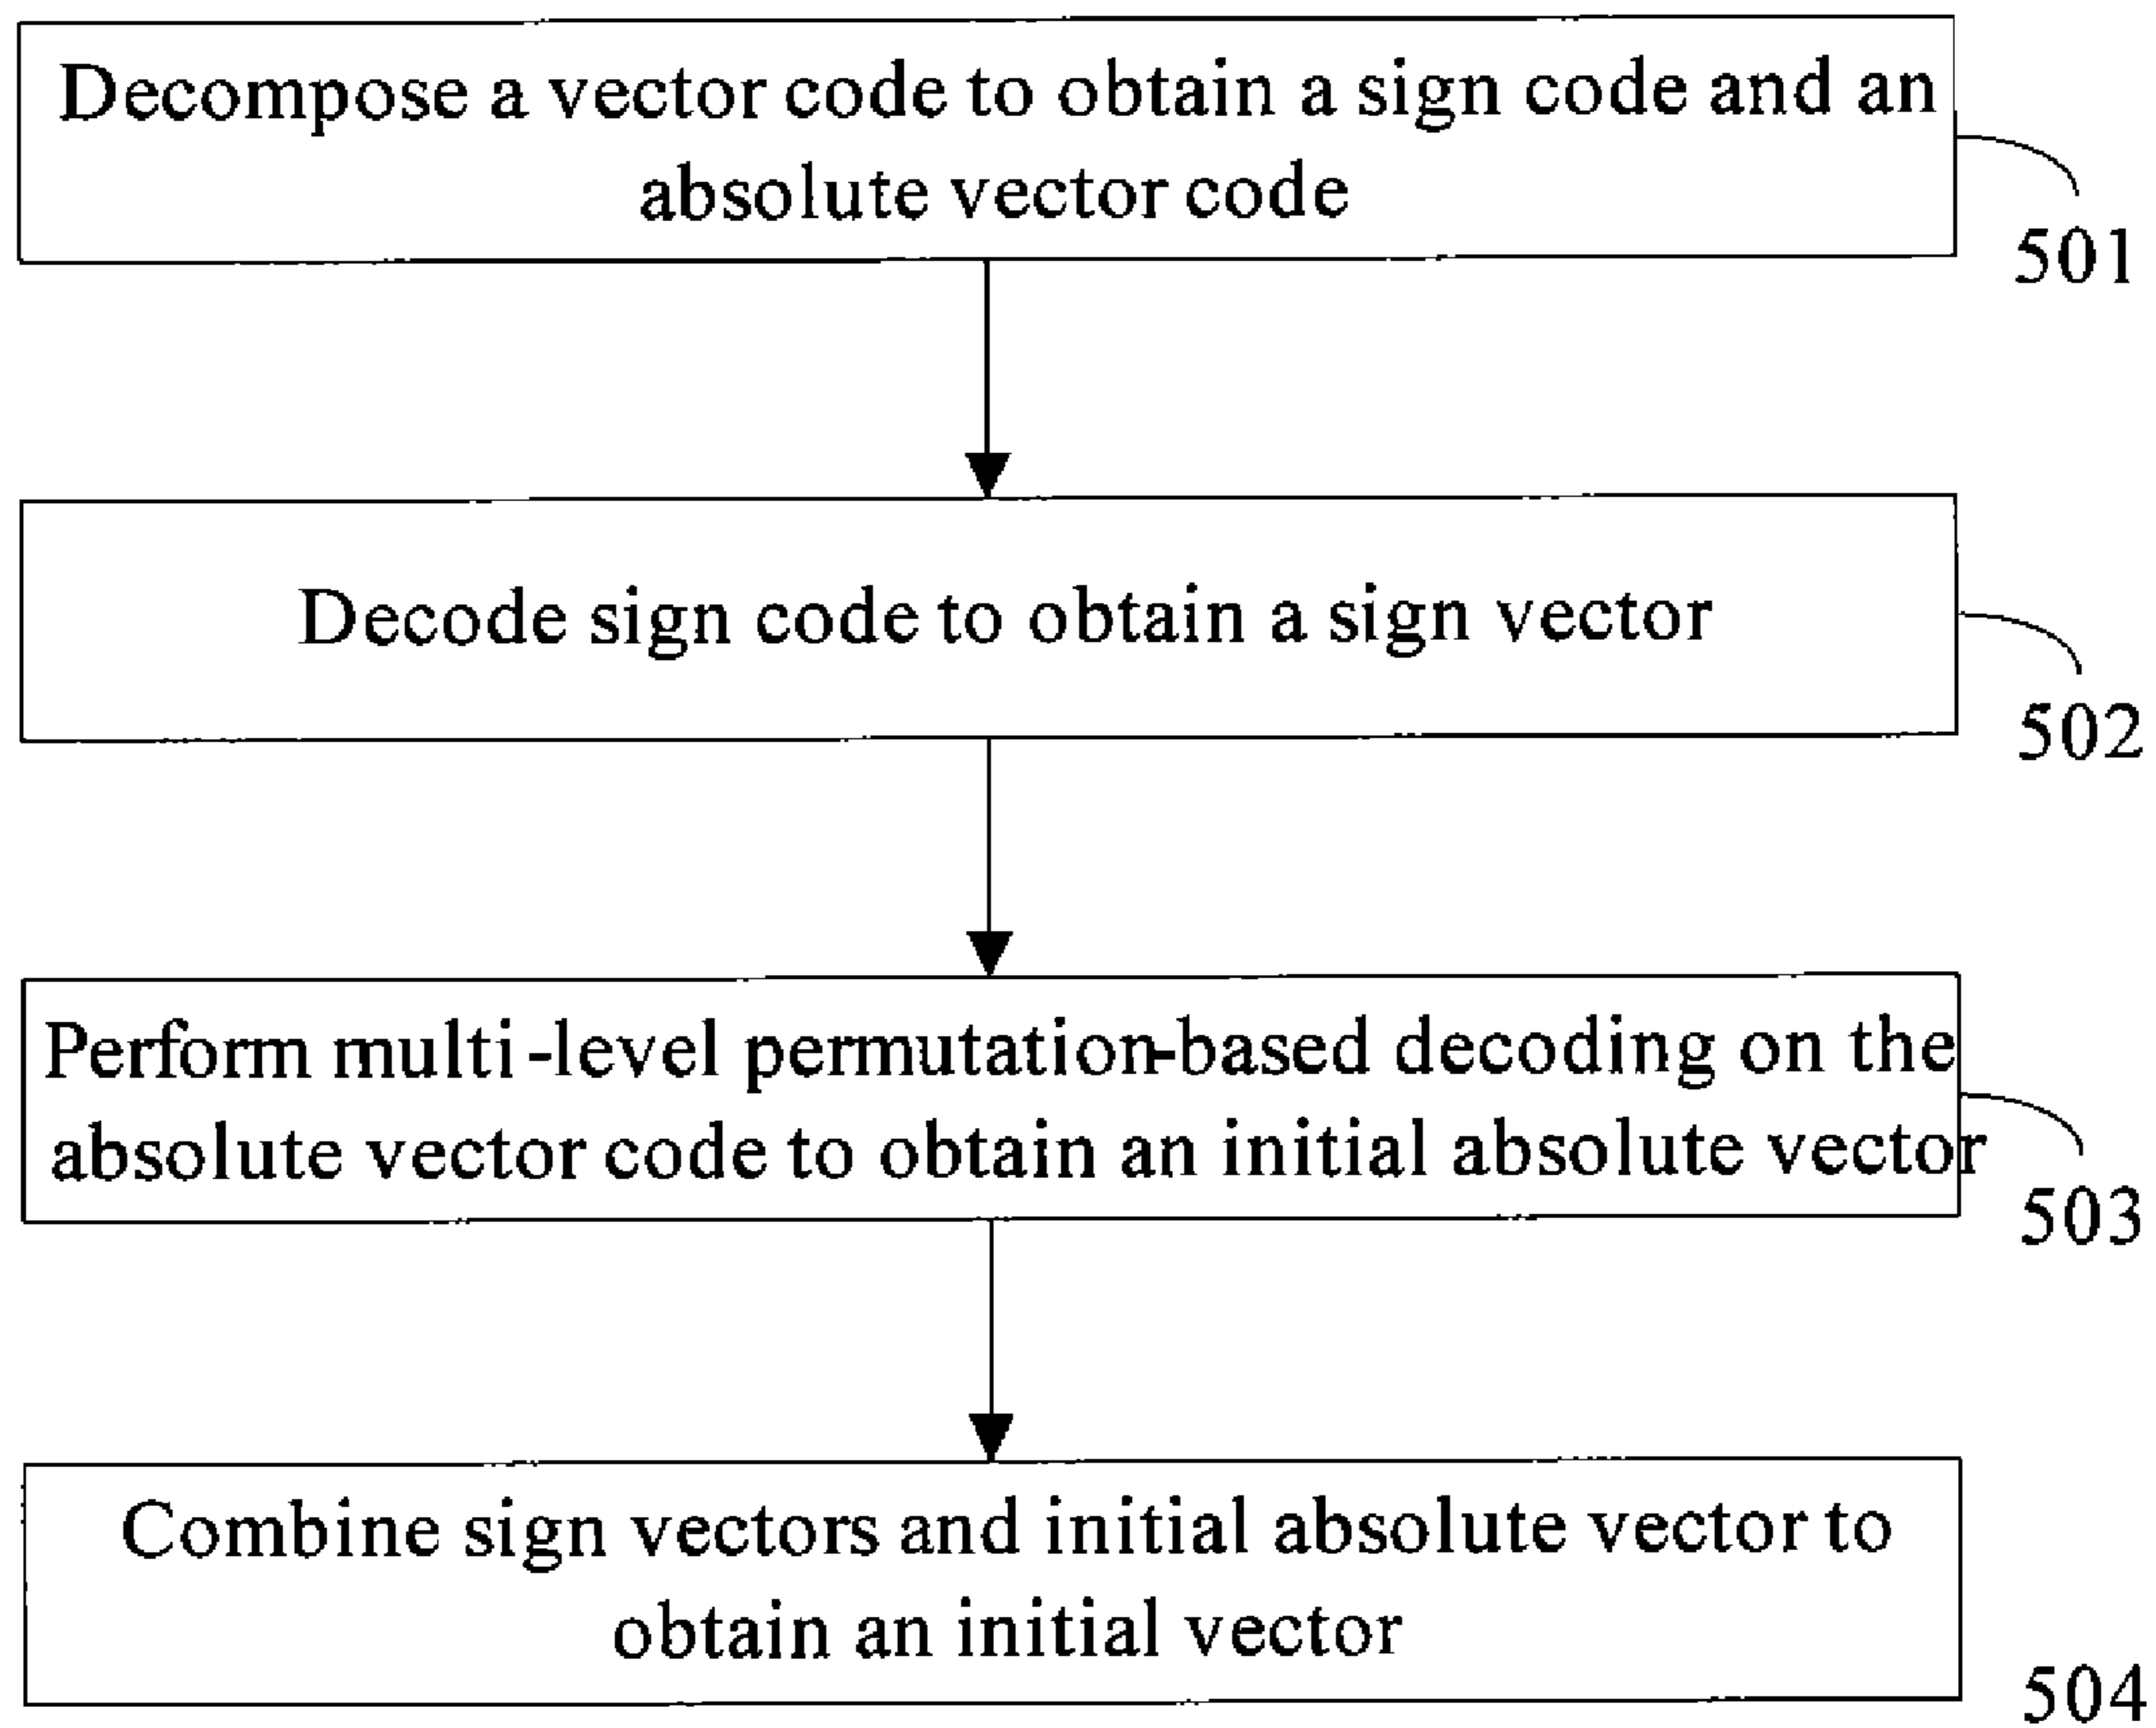 Decompose a vector code to obtain a sign code and an
absolute vector code
501
Decode sign code to obtain a sign vector
502
Perform multi-level permutation-based decoding on the
absolute vector code to obtain an initial absolute vector
503
Combine sign vectors and initial absolute vector to
obtain an initial vector
504